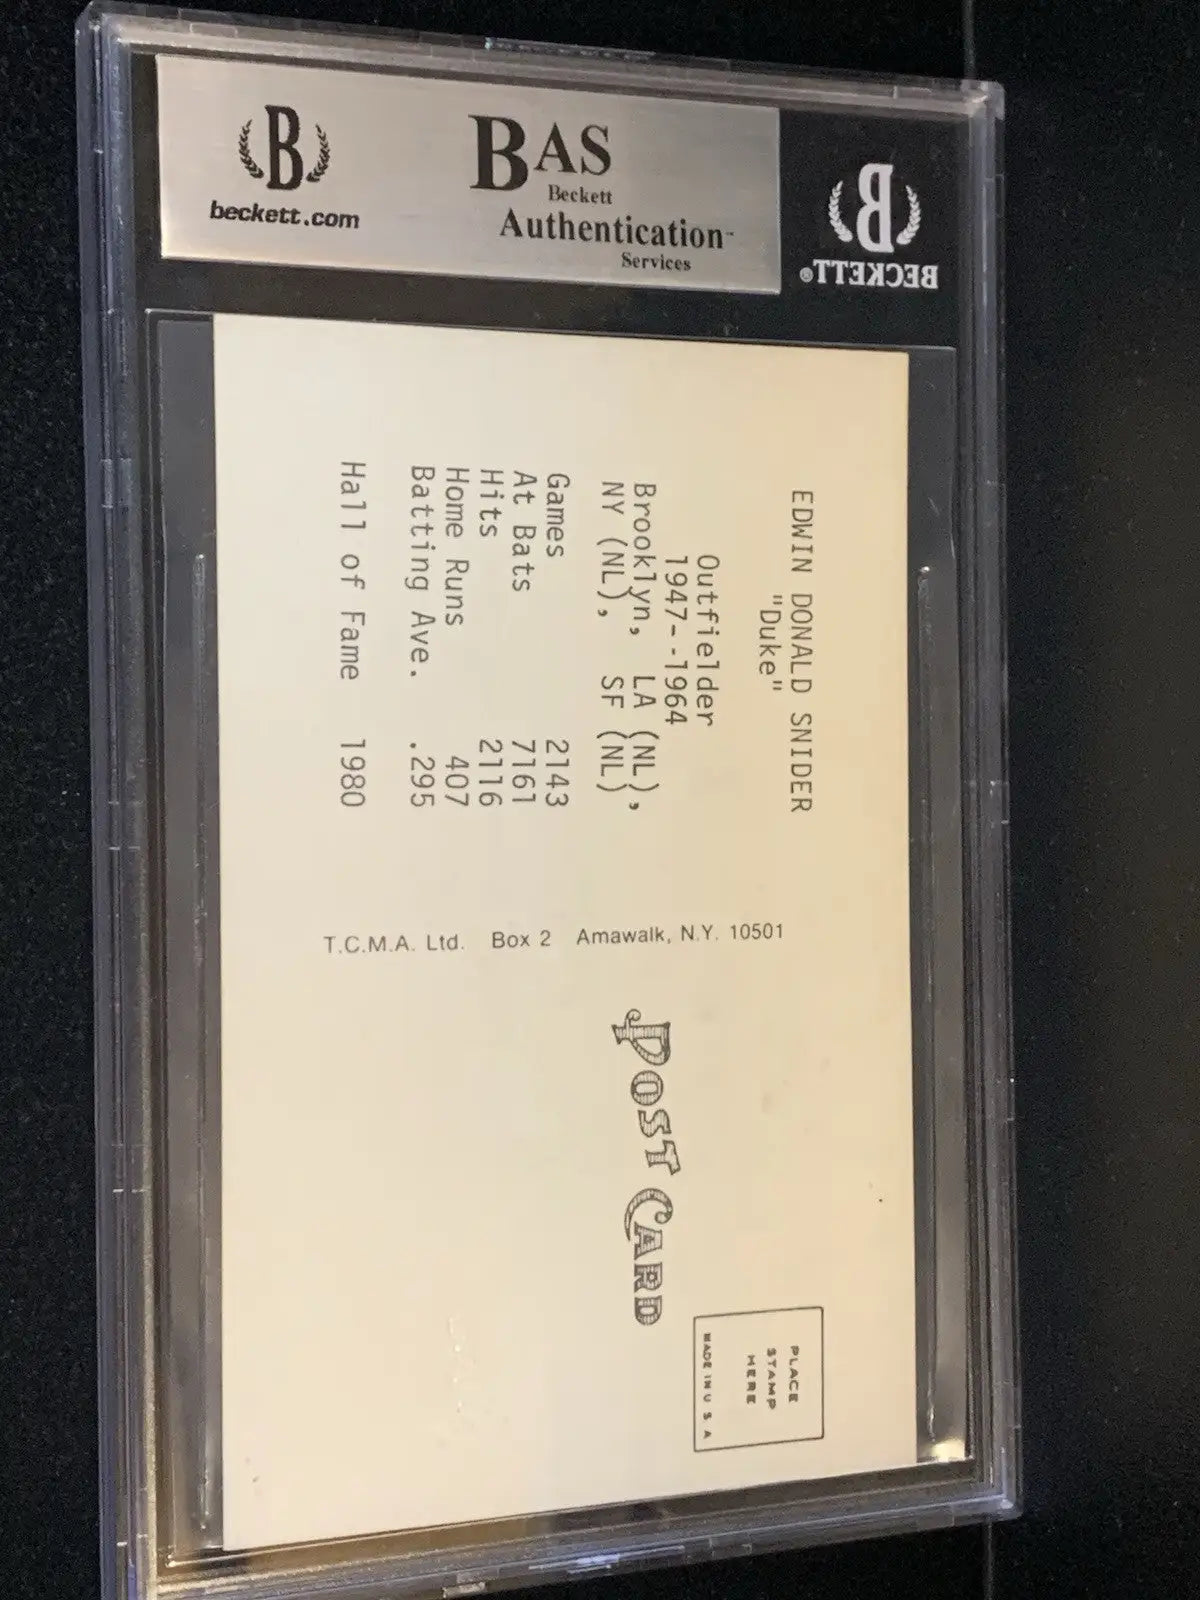 B
beckett.com
BAS
Beckett
Authentication™
Services
B
BECKETT®
EDWIN DONALD SNIDER
"Duke"
Outfielder
1947--1964
Brooklyn, LA (NL),
NY (NL), SF (NL)
Games 2143
At Bats 7161
Hits 2116
Home Runs 407
Batting Ave. .295
Hall of Fame 1980
T.C.M.A. Ltd. Box 2 Amawalk, N.Y. 10501
POST CARD
PLACE
STAMP
HERE
MADE IN U S A